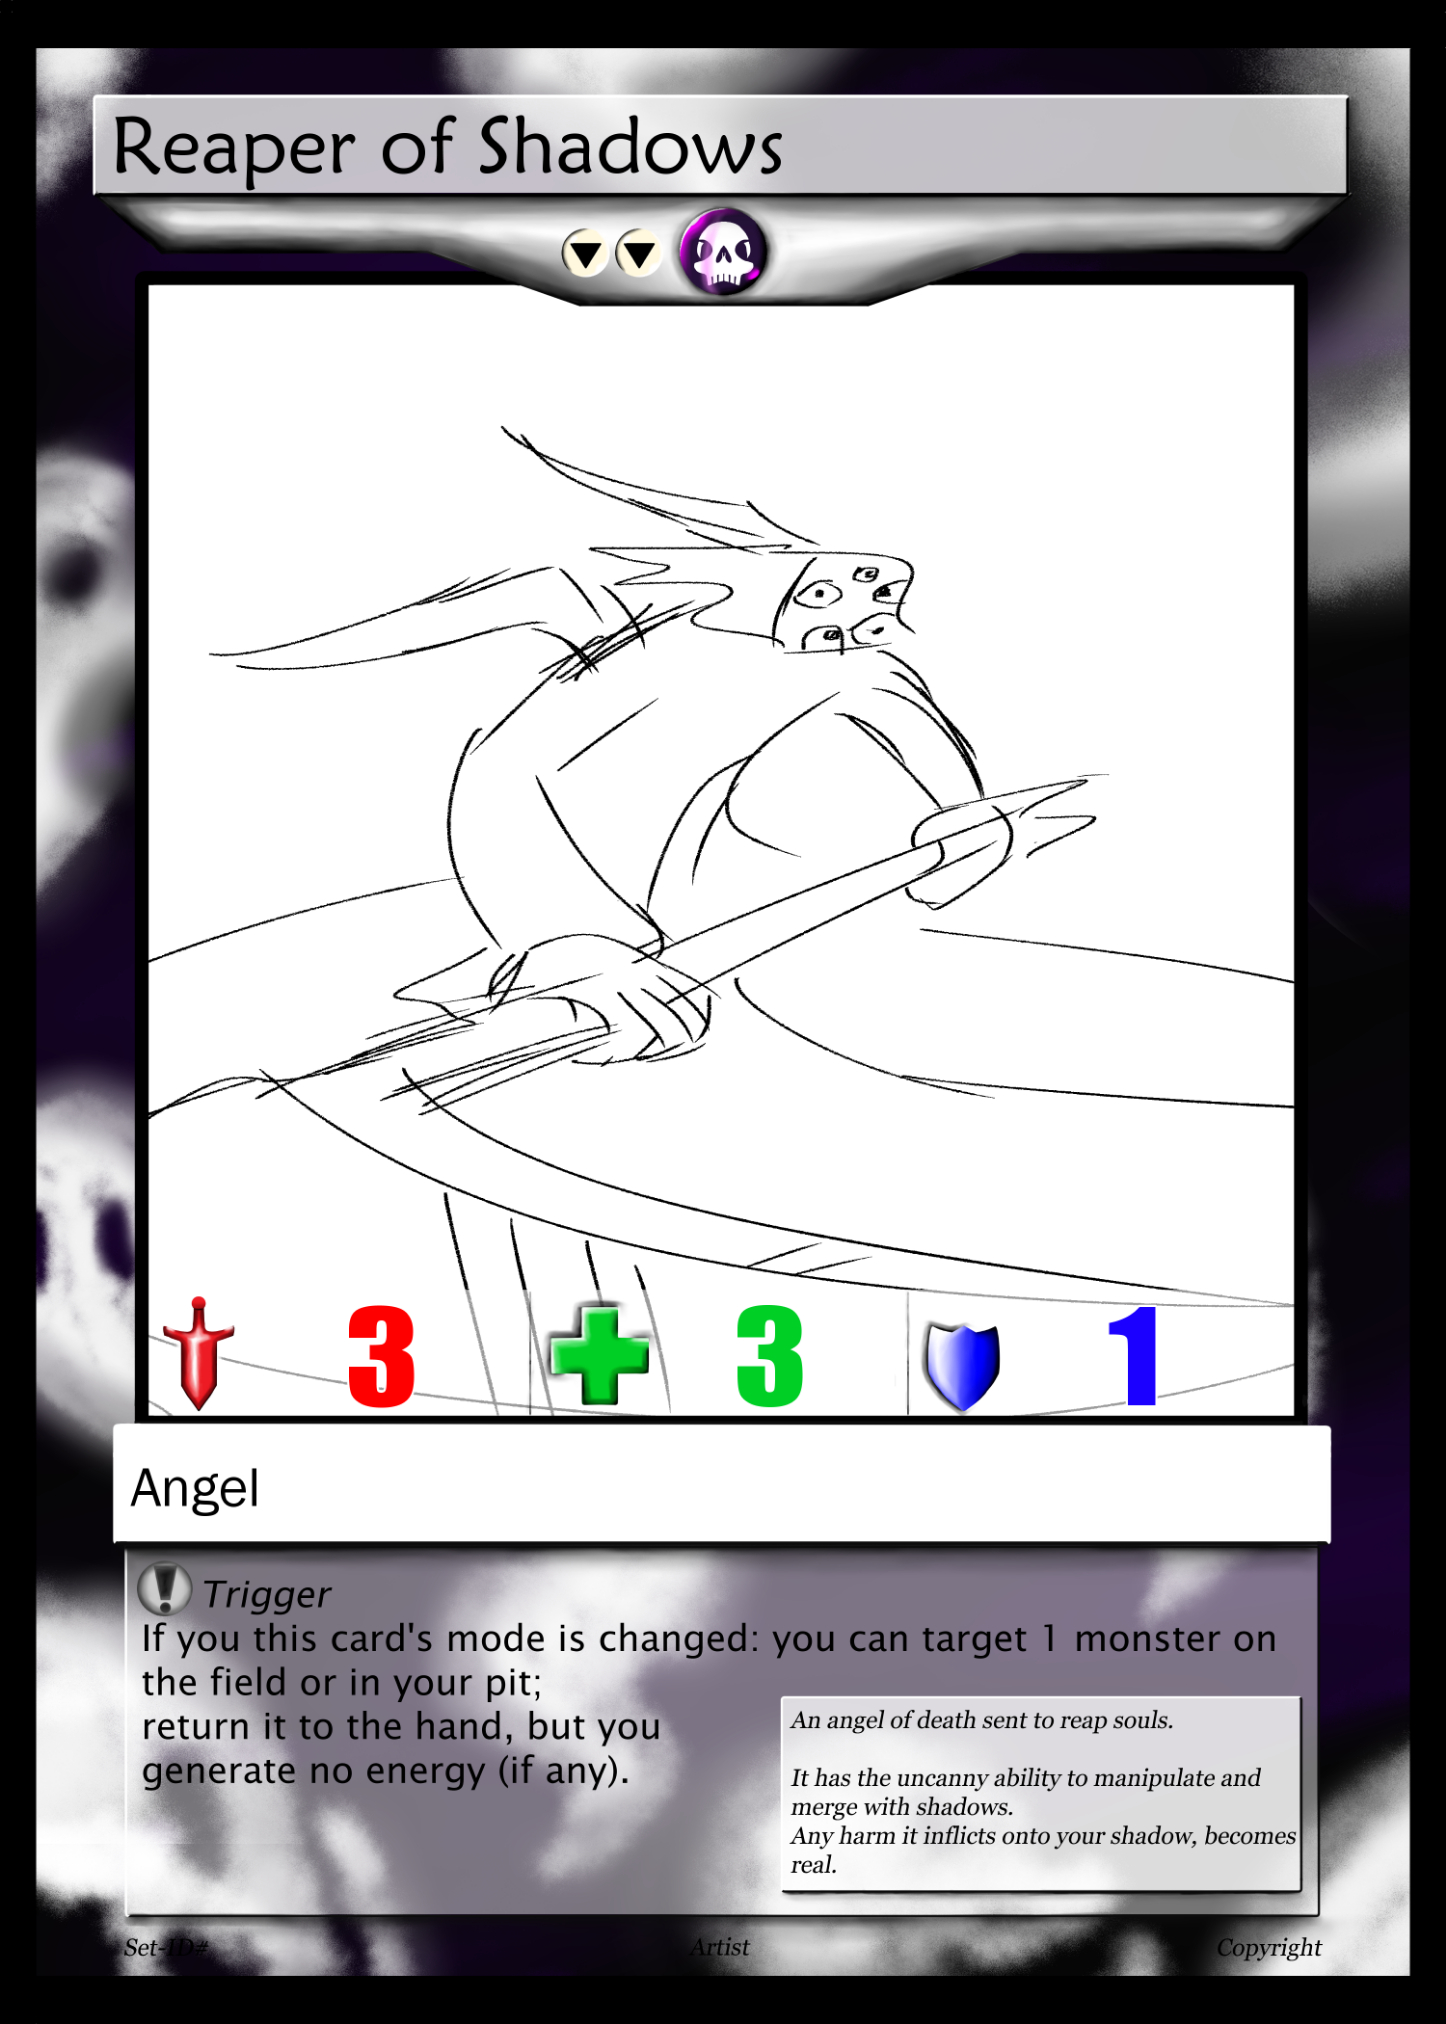 Reaper of Shadows
3
3
1
Angel
Trigger
If you this card's mode is changed: you can target 1 monster on
the field or in your pit;
return it to the hand, but you
generate no energy (if any).
An angel of death sent to reap souls.
It has the uncanny ability to manipulate and
merge with shadows.
Any harm it inflicts onto your shadow, becomes
real.
Set-ID#
Artist
Copyright